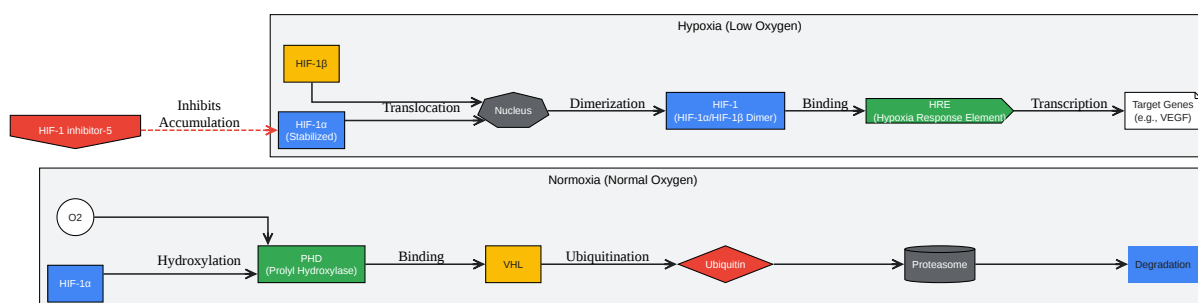 Hypoxia (Low Oxygen)
HIF-1β
Inhibits
Accumulation
HIF-1 inhibitor-5
HIF-1α
(Stabilized)
Translocation
Nucleus
Dimerization
HIF-1
(HIF-1α/HIF-1β Dimer)
Binding
HRE
(Hypoxia Response Element)
Transcription
Target Genes
(e.g., VEGF)
Normoxia (Normal Oxygen)
O2
HIF-1α
Hydroxylation
PHD
(Prolyl Hydroxylase)
Binding
VHL
Ubiquitination
Ubiquitin
Proteasome
Degradation